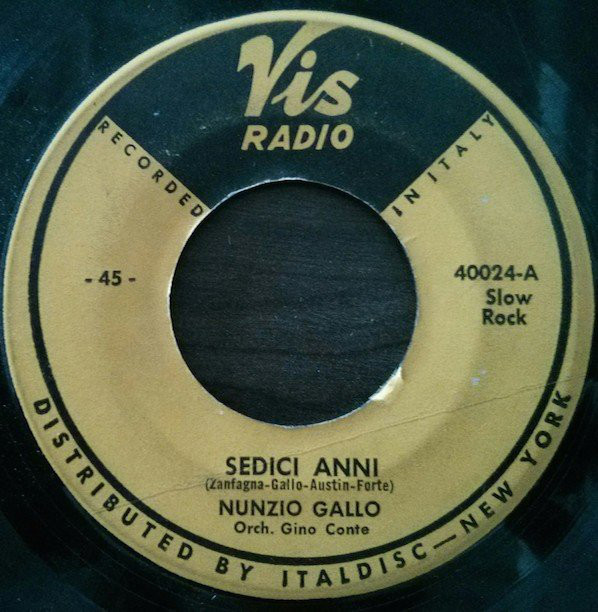 Vis
RADIO
RECORDED
IN ITALY
- 45 -
40024-A
Slow
Rock
SEDICI ANNI
(Zanfagna-Gallo-Austin-Forte)
NUNZIO GALLO
Orch. Gino Conte
DISTRIBUTED BY ITALDISC—NEW YORK